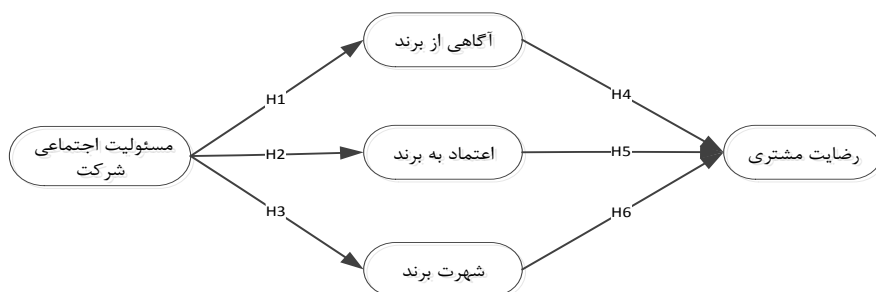 آگاهی از برند
H1
H4
مسئولیت اجتماعی
شرکت
H2
اعتماد به برند
H5
رضایت مشتری
H3
H6
شهرت برند